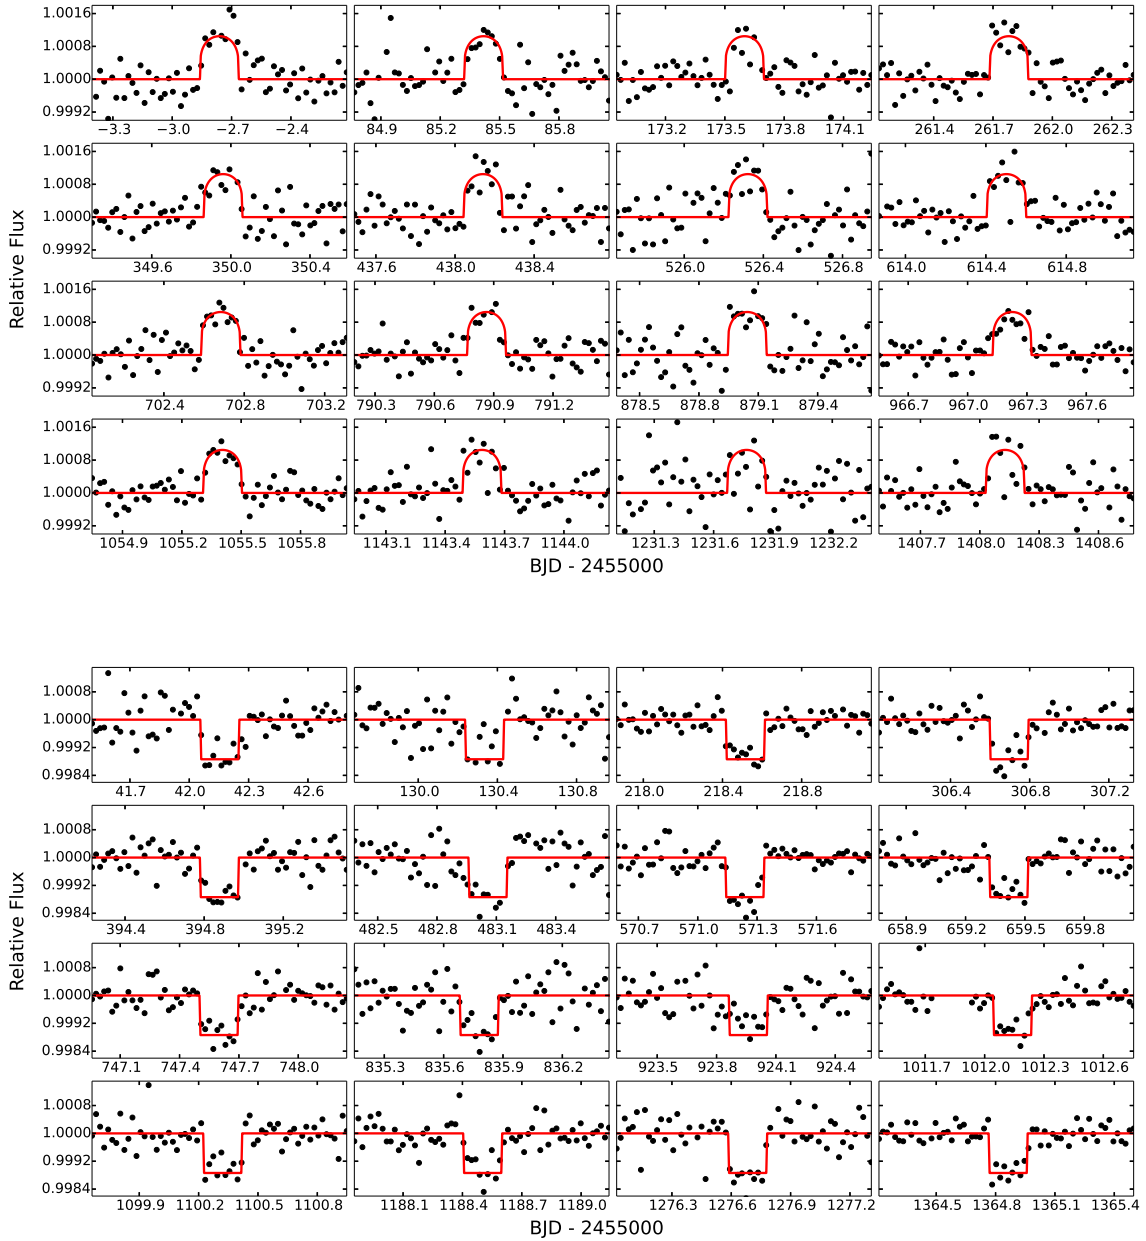 1.0016
1.0008
1.0000
0.9992
−3.3 −3.0 −2.7 −2.4 84.9 85.2 85.5 85.8 173.2 173.5 173.8 174.1 261.4 261.7 262.0 262.3
1.0016
1.0008
1.0000
0.9992
349.6 350.0 350.4 437.6 438.0 438.4 526.0 526.4 526.8 614.0 614.4 614.8
Relative Flux
1.0016
1.0008
1.0000
0.9992
702.4 702.8 703.2 790.3 790.6 790.9 791.2 878.5 878.8 879.1 879.4 966.7 967.0 967.3 967.6
1.0016
1.0008
1.0000
0.9992
1054.9 1055.2 1055.5 1055.8 1143.1 1143.4 1143.7 1144.0 1231.3 1231.6 1231.9 1232.2 1407.7 1408.0 1408.3 1408.6
BJD - 2455000
1.0008
1.0000
0.9992
0.9984
41.7 42.0 42.3 42.6 130.0 130.4 130.8 218.0 218.4 218.8 306.4 306.8 307.2
1.0008
1.0000
0.9992
0.9984
394.4 394.8 395.2 482.5 482.8 483.1 483.4 570.7 571.0 571.3 571.6 658.9 659.2 659.5 659.8
Relative Flux
1.0008
1.0000
0.9992
0.9984
747.1 747.4 747.7 748.0 835.3 835.6 835.9 836.2 923.5 923.8 924.1 924.4 1011.7 1012.0 1012.3 1012.6
1.0008
1.0000
0.9992
0.9984
1099.9 1100.2 1100.5 1100.8 1188.1 1188.4 1188.7 1189.0 1276.3 1276.6 1276.9 1277.2 1364.5 1364.8 1365.1 1365.4
BJD - 2455000